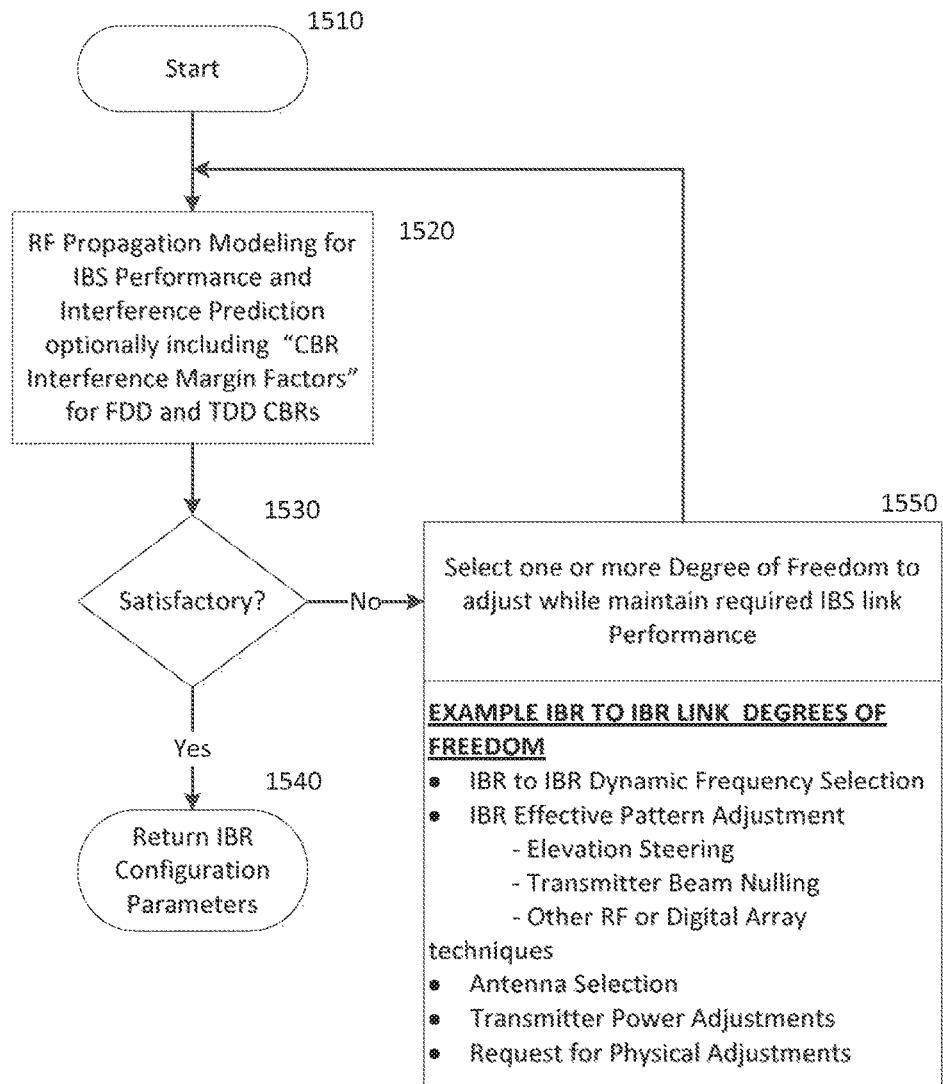 1510
Start
1520
RF Propagation Modeling for
IBS Performance and
Interference Prediction
optionally including "CBR
Interference Margin Factors"
for FDD and TDD CBRs
1530
Satisfactory?
No
Yes
1540
Return IBR
Configuration
Parameters
1550
Select one or more Degree of Freedom to
adjust while maintain required IBS link
Performance
EXAMPLE IBR TO IBR LINK DEGREES OF
FREEDOM
● IBR to IBR Dynamic Frequency Selection
● IBR Effective Pattern Adjustment
- Elevation Steering
- Transmitter Beam Nulling
- Other RF or Digital Array
techniques
● Antenna Selection
● Transmitter Power Adjustments
● Request for Physical Adjustments